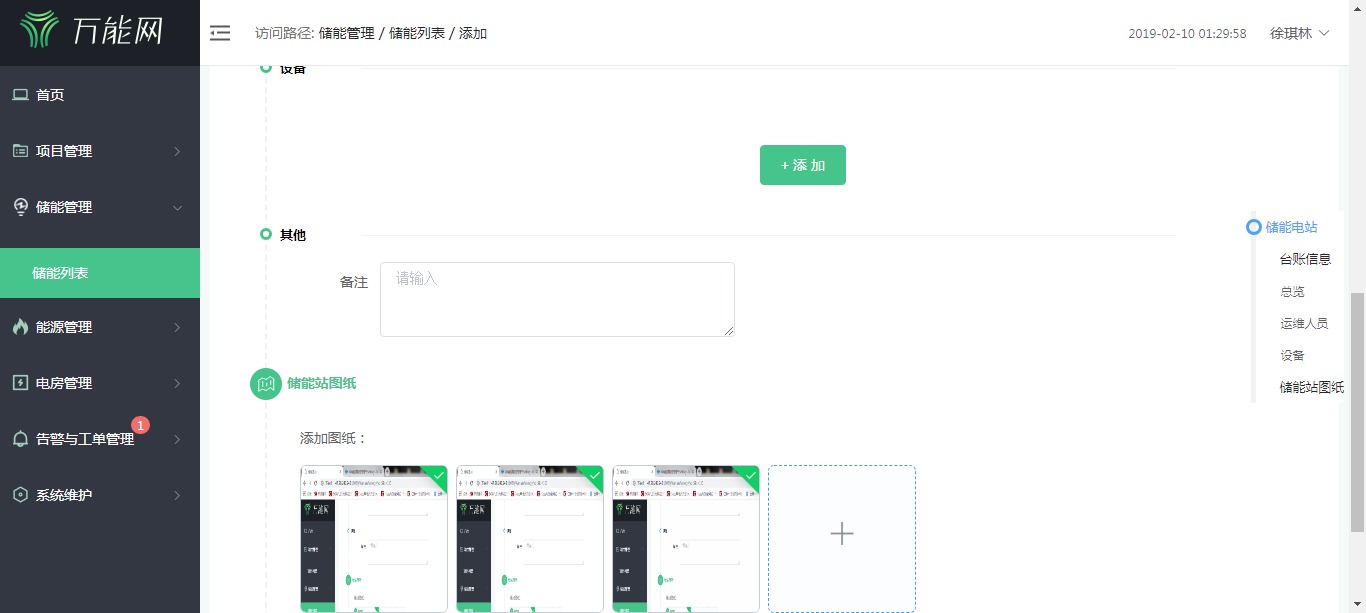 万能网
访问路径: 储能管理 / 储能列表 / 添加
2019-02-10 01:29:58
徐琪林
首页
项目管理
储能管理
储能列表
能源管理
电房管理
告警与工单管理
1
系统维护
设备
+ 添 加
其他
备注
请输入
储能站图纸
添加图纸：
储能电站
台账信息
总览
运维人员
设备
储能站图纸